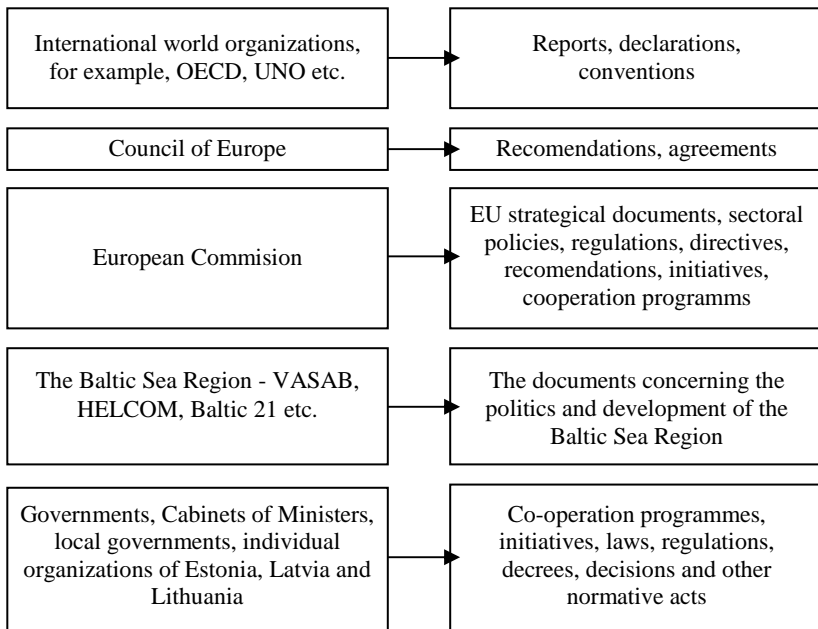 International world organizations,
for example, OECD, UNO etc.
Reports, declarations,
conventions
Council of Europe
Recomendations, agreements
European Commision
EU strategical documents, sectoral
policies, regulations, directives,
recomendations, initiatives,
cooperation programms
The Baltic Sea Region - VASAB,
HELCOM, Baltic 21 etc.
The documents concerning the
politics and development of the
Baltic Sea Region
Governments, Cabinets of Ministers,
local governments, individual
organizations of Estonia, Latvia and
Lithuania
Co-operation programmes,
initiatives, laws, regulations,
decrees, decisions and other
normative acts